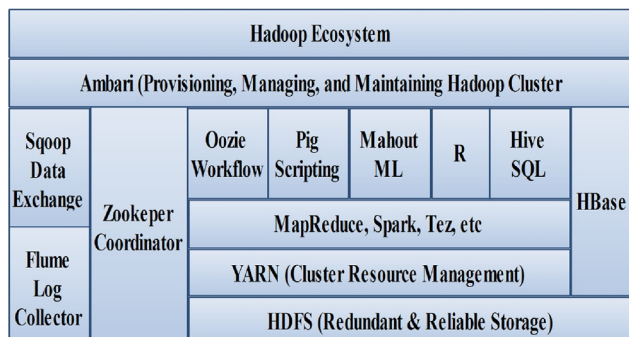 Hadoop Ecosystem
Ambari (Provisioning, Managing, and Maintaining Hadoop Cluster
Sqoop
Data
Exchange
Flume
Log
Collector
Zookeper
Coordinator
Oozie
Workflow
Pig
Scripting
Mahout
ML
R
Hive
SQL
HBase
MapReduce, Spark, Tez, etc
YARN (Cluster Resource Management)
HDFS (Redundant & Reliable Storage)